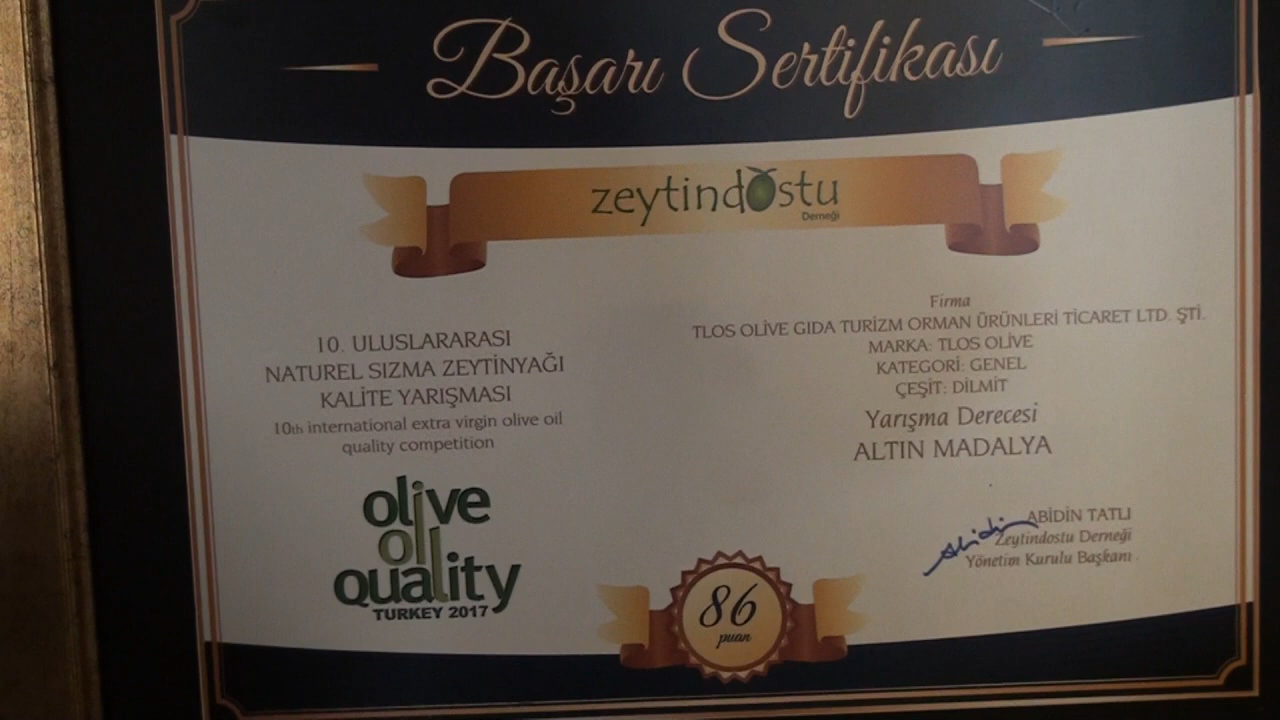 Başarı Sertifikası
zeytindostu
Derneği
10. ULUSLARARASI
NATUREL SIZMA ZEYTİNYAĞI
KALİTE YARIŞMASI
10th international extra virgin olive oil
quality competition
olive
oil
quality
TURKEY 2017
Firma
TLOS OLİVE GIDA TURİZM ORMAN ÜRÜNLERİ TİCARET LTD. ŞTİ.
MARKA: TLOS OLİVE
KATEGORİ: GENEL
ÇEŞİT: DİLMİT
Yarışma Derecesi
ALTIN MADALYA
Abidin
ABİDİN TATLI
Zeytindostu Derneği
Yönetim Kurulu Başkanı
86
puan